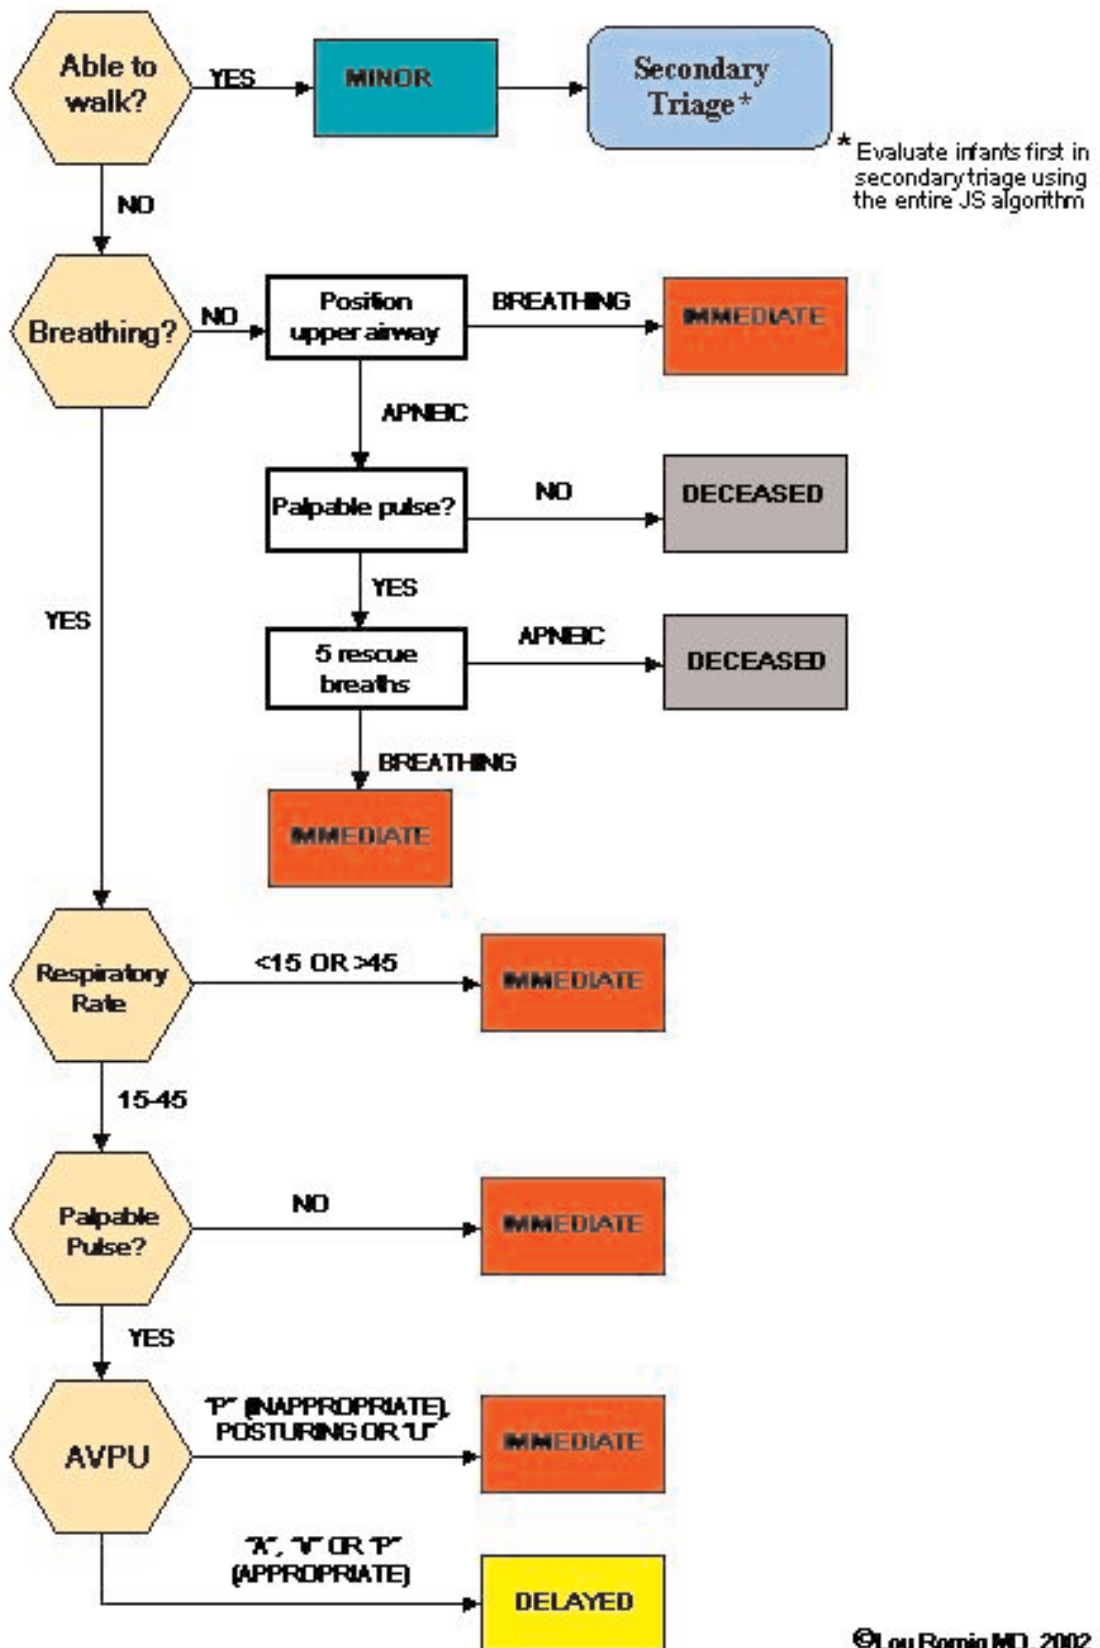 Able to
walk?
YES
MINOR
Secondary
Triage*
* Evaluate infants first in
secondary triage using
the entire JS algorithm
NO
Breathing?
NO
Position
upper airway
BREATHING
IMMEDIATE
APNEIC
Palpable pulse?
NO
DECEASED
YES
5 rescue
breaths
APNEIC
DECEASED
BREATHING
IMMEDIATE
YES
Respiratory
Rate
<15 OR >45
IMMEDIATE
15-45
Palpable
Pulse?
NO
IMMEDIATE
YES
AVPU
"P" (INAPPROPRIATE),
POSTURING OR "U"
IMMEDIATE
"A", "V" OR "P"
(APPROPRIATE)
DELAYED
©Lou Romig MD, 2002